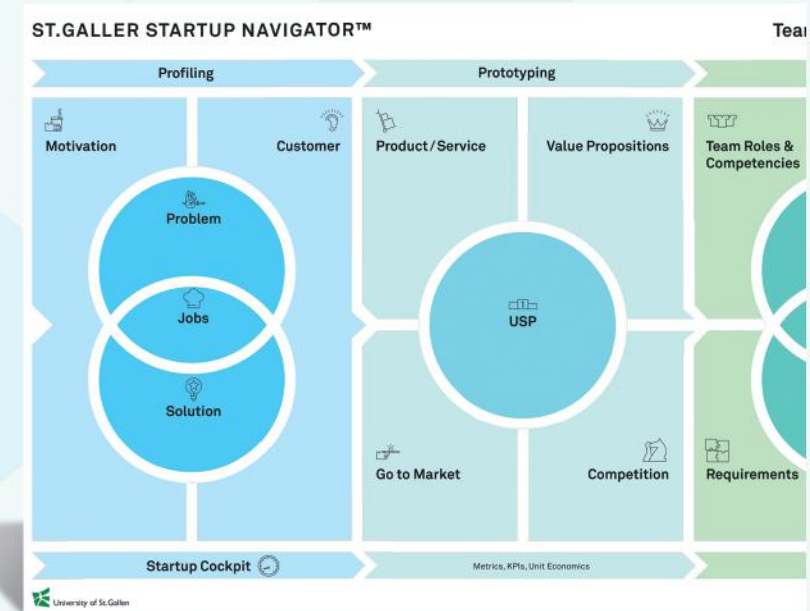 ST.GALLER STARTUP NAVIGATOR™
Profiling
Prototyping
Motivation
Customer
Problem
Jobs
Solution
Product/Service
Value Propositions
USP
Go to Market
Competition
Team Roles &
Competencies
Requirements
Startup Cockpit
Metrics, KPIs, Unit Economics
University of St.Gallen